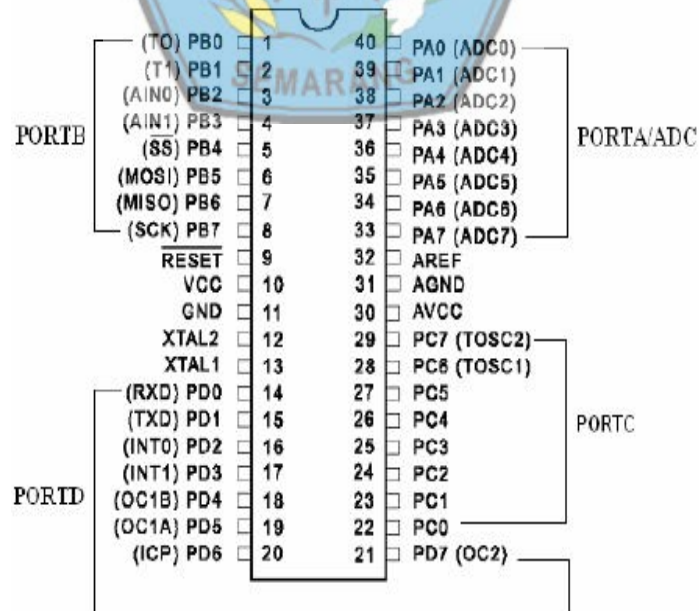 SEMARANG
(T0) PB0 1 40 PA0 (ADC0)
(T1) PB1 2 39 PA1 (ADC1)
(AIN0) PB2 3 38 PA2 (ADC2)
(AIN1) PB3 4 37 PA3 (ADC3)
PORTB PORTA/ADC
(SS) PB4 5 36 PA4 (ADC4)
(MOSI) PB5 6 35 PA5 (ADC5)
(MISO) PB6 7 34 PA6 (ADC6)
(SCK) PB7 8 33 PA7 (ADC7)
RESET 9 32 AREF
VCC 10 31 AGND
GND 11 30 AVCC
XTAL2 12 29 PC7 (TOSC2)
XTAL1 13 28 PC6 (TOSC1)
(RXD) PD0 14 27 PC5
(TXD) PD1 15 26 PC4
PORTC
(INT0) PD2 16 25 PC3
(INT1) PD3 17 24 PC2
PORTD (OC1B) PD4 18 23 PC1
(OC1A) PD5 19 22 PC0
(ICP) PD6 20 21 PD7 (OC2)